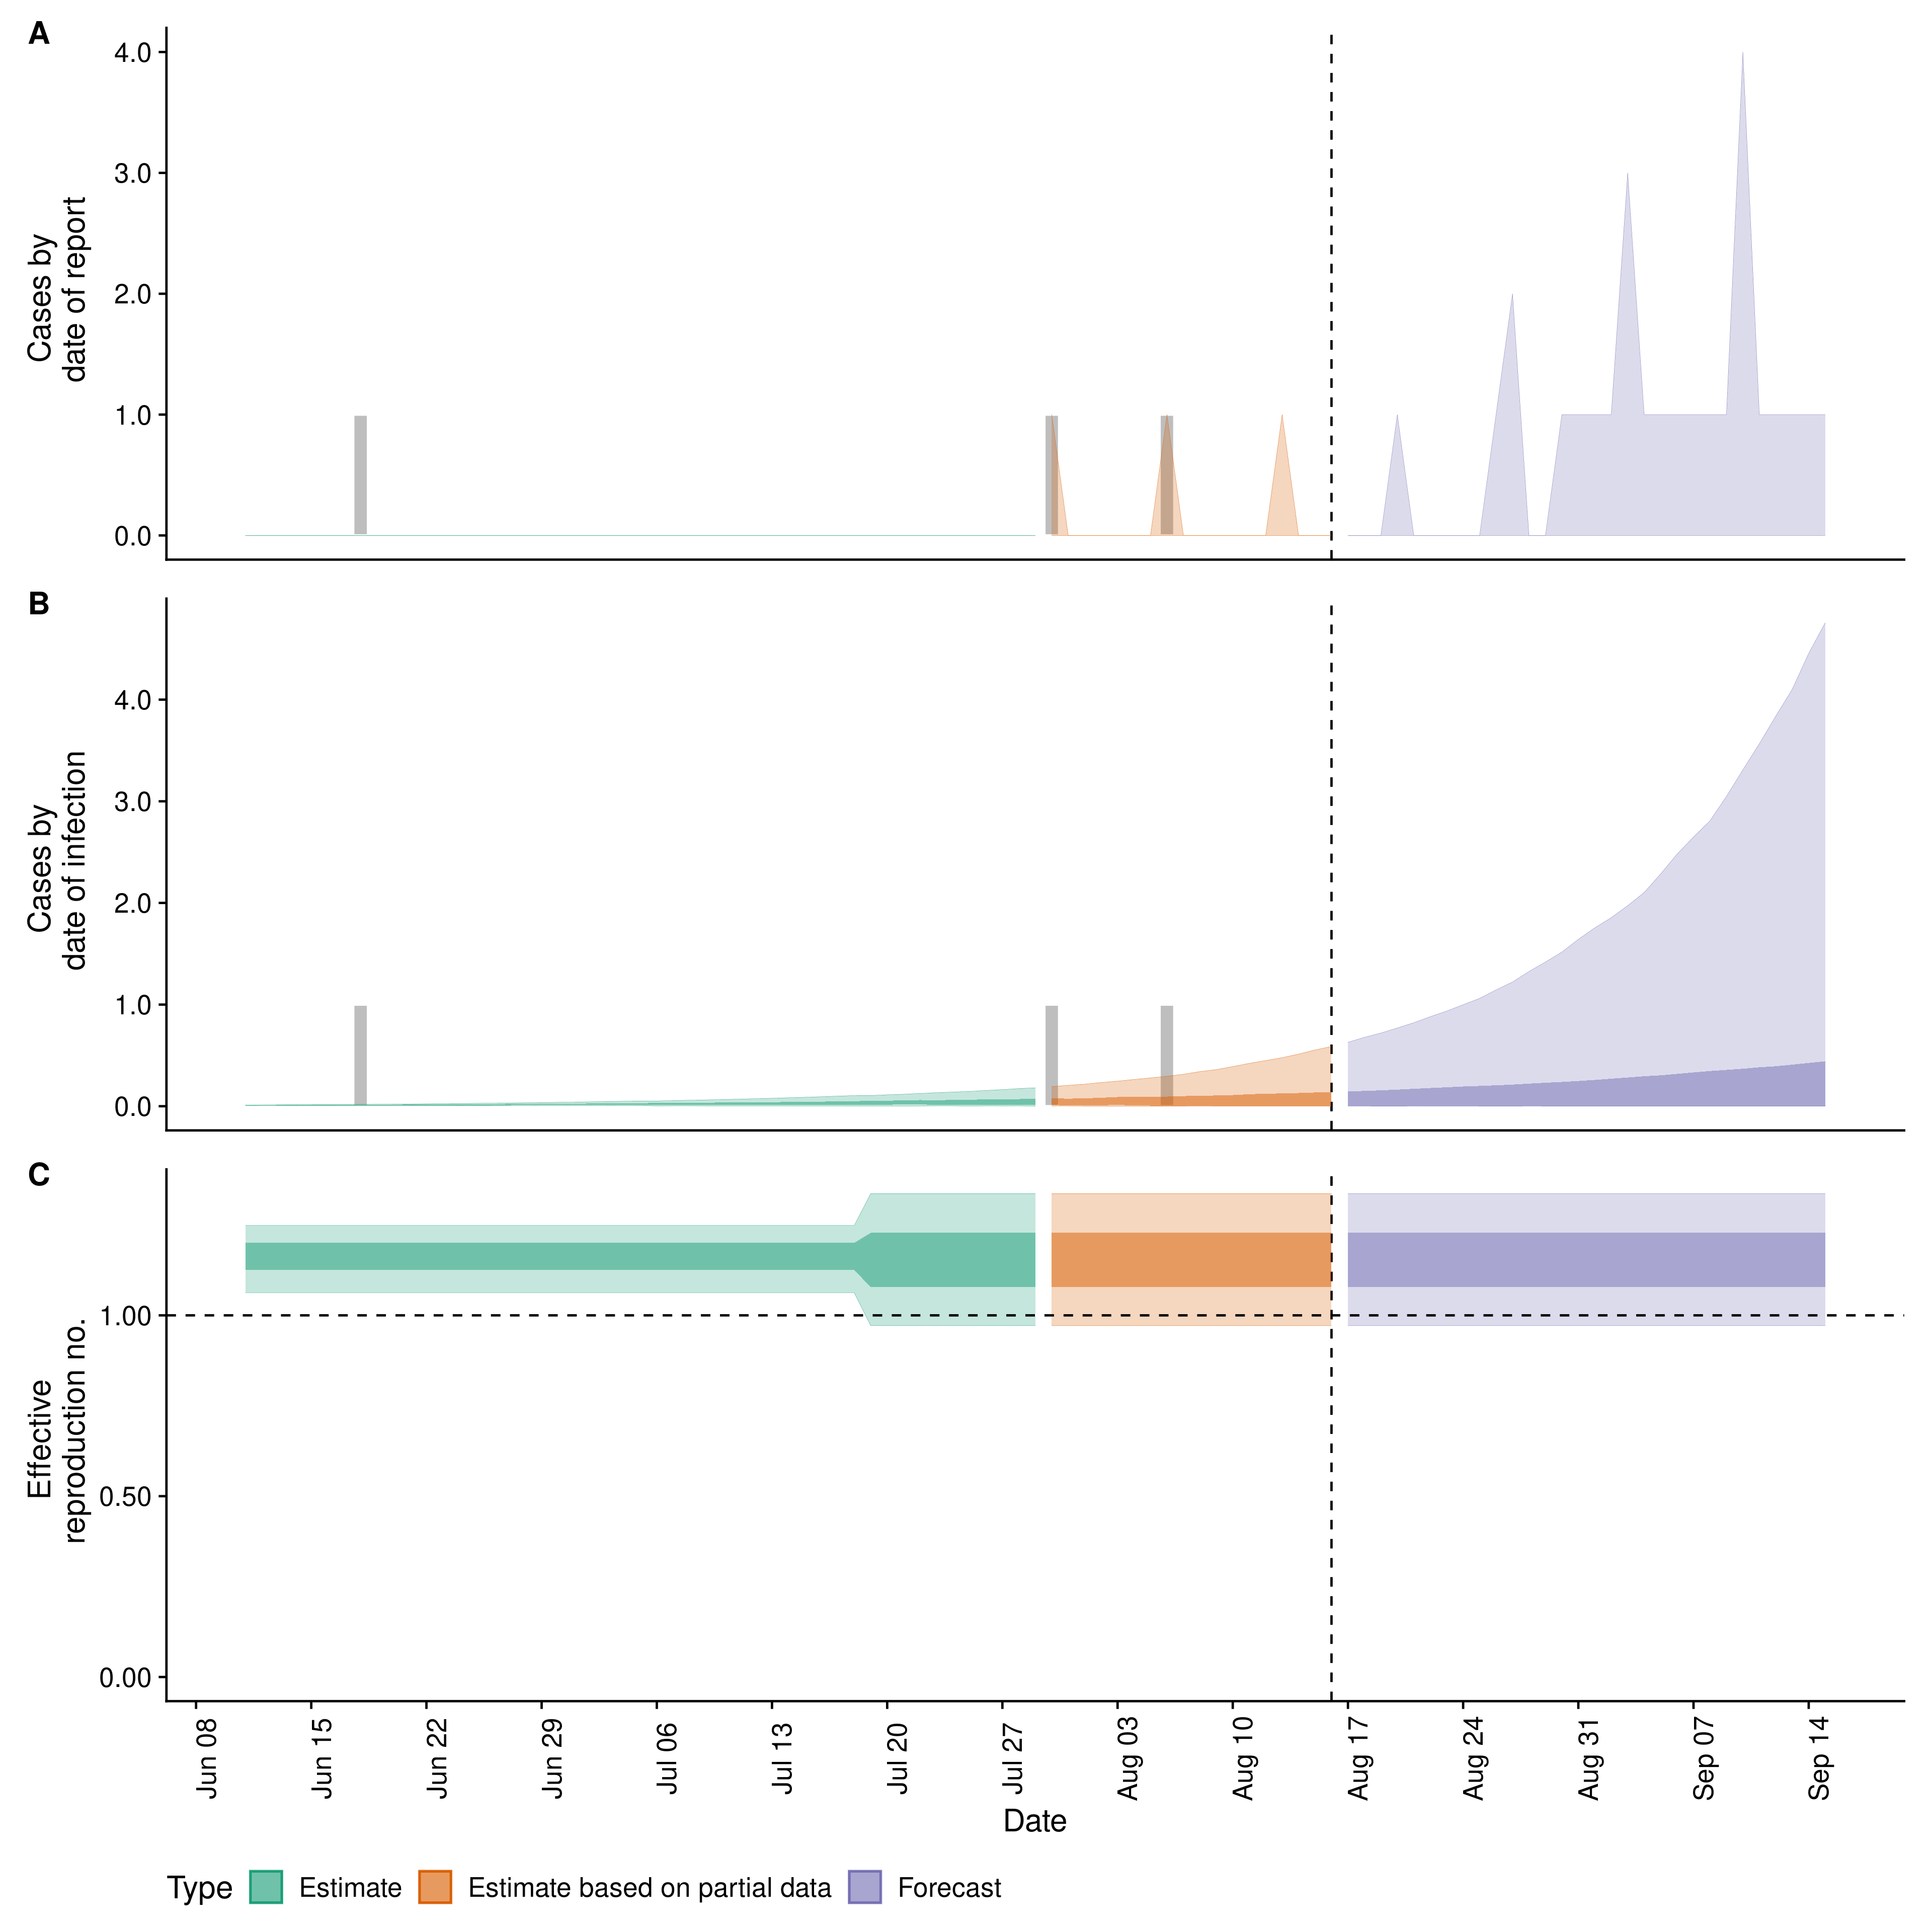 A
Cases by
date of report
4.0
3.0
2.0
1.0
0.0
B
Cases by
date of infection
4.0
3.0
2.0
1.0
0.0
C
Effective
reproduction no.
1.00
0.50
0.00
Jun 08
Jun 15
Jun 22
Jun 29
Jul 06
Jul 13
Jul 20
Jul 27
Aug 03
Aug 10
Aug 17
Aug 24
Aug 31
Sep 07
Sep 14
Date
Type Estimate Estimate based on partial data Forecast